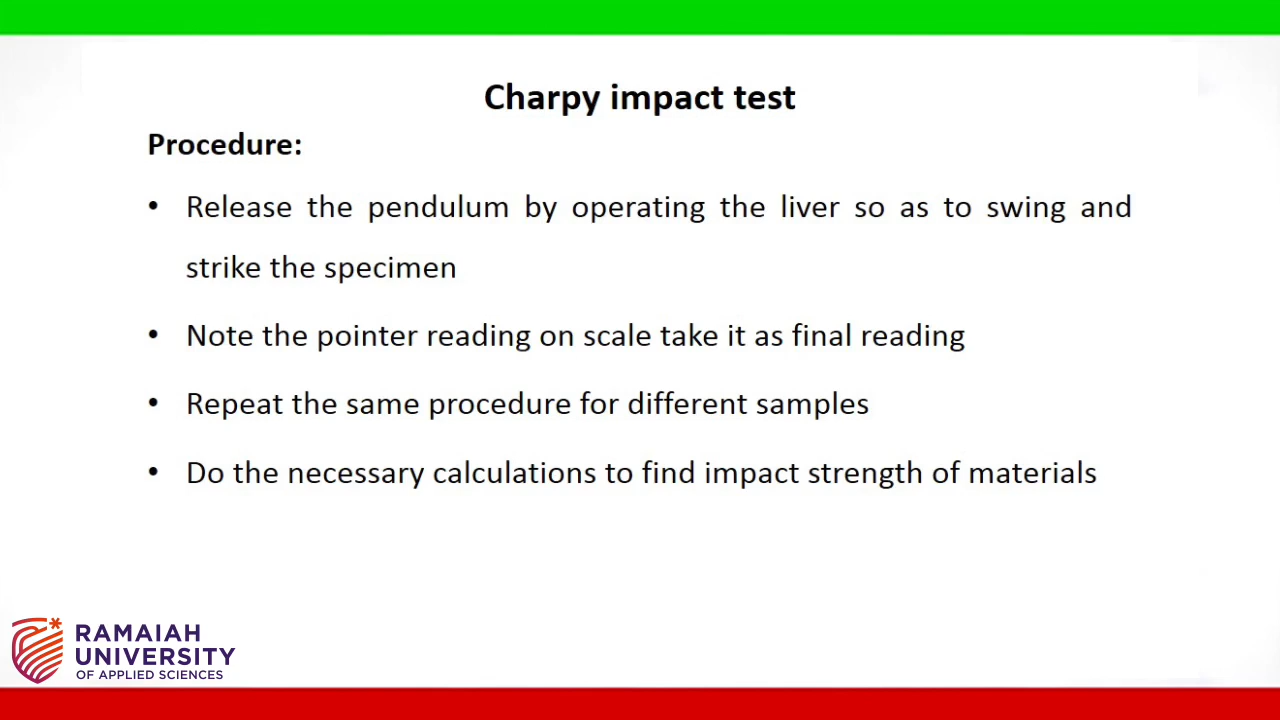 Charpy impact test
Procedure:
• Release the pendulum by operating the liver so as to swing and
strike the specimen
• Note the pointer reading on scale take it as final reading
• Repeat the same procedure for different samples
• Do the necessary calculations to find impact strength of materials
RAMAIAH
UNIVERSITY
OF APPLIED SCIENCES